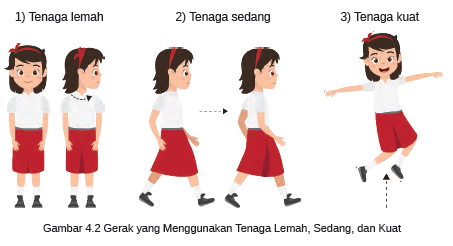 1) Tenaga lemah
2) Tenaga sedang
3) Tenaga kuat
Gambar 4.2 Gerak yang Menggunakan Tenaga Lemah, Sedang, dan Kuat